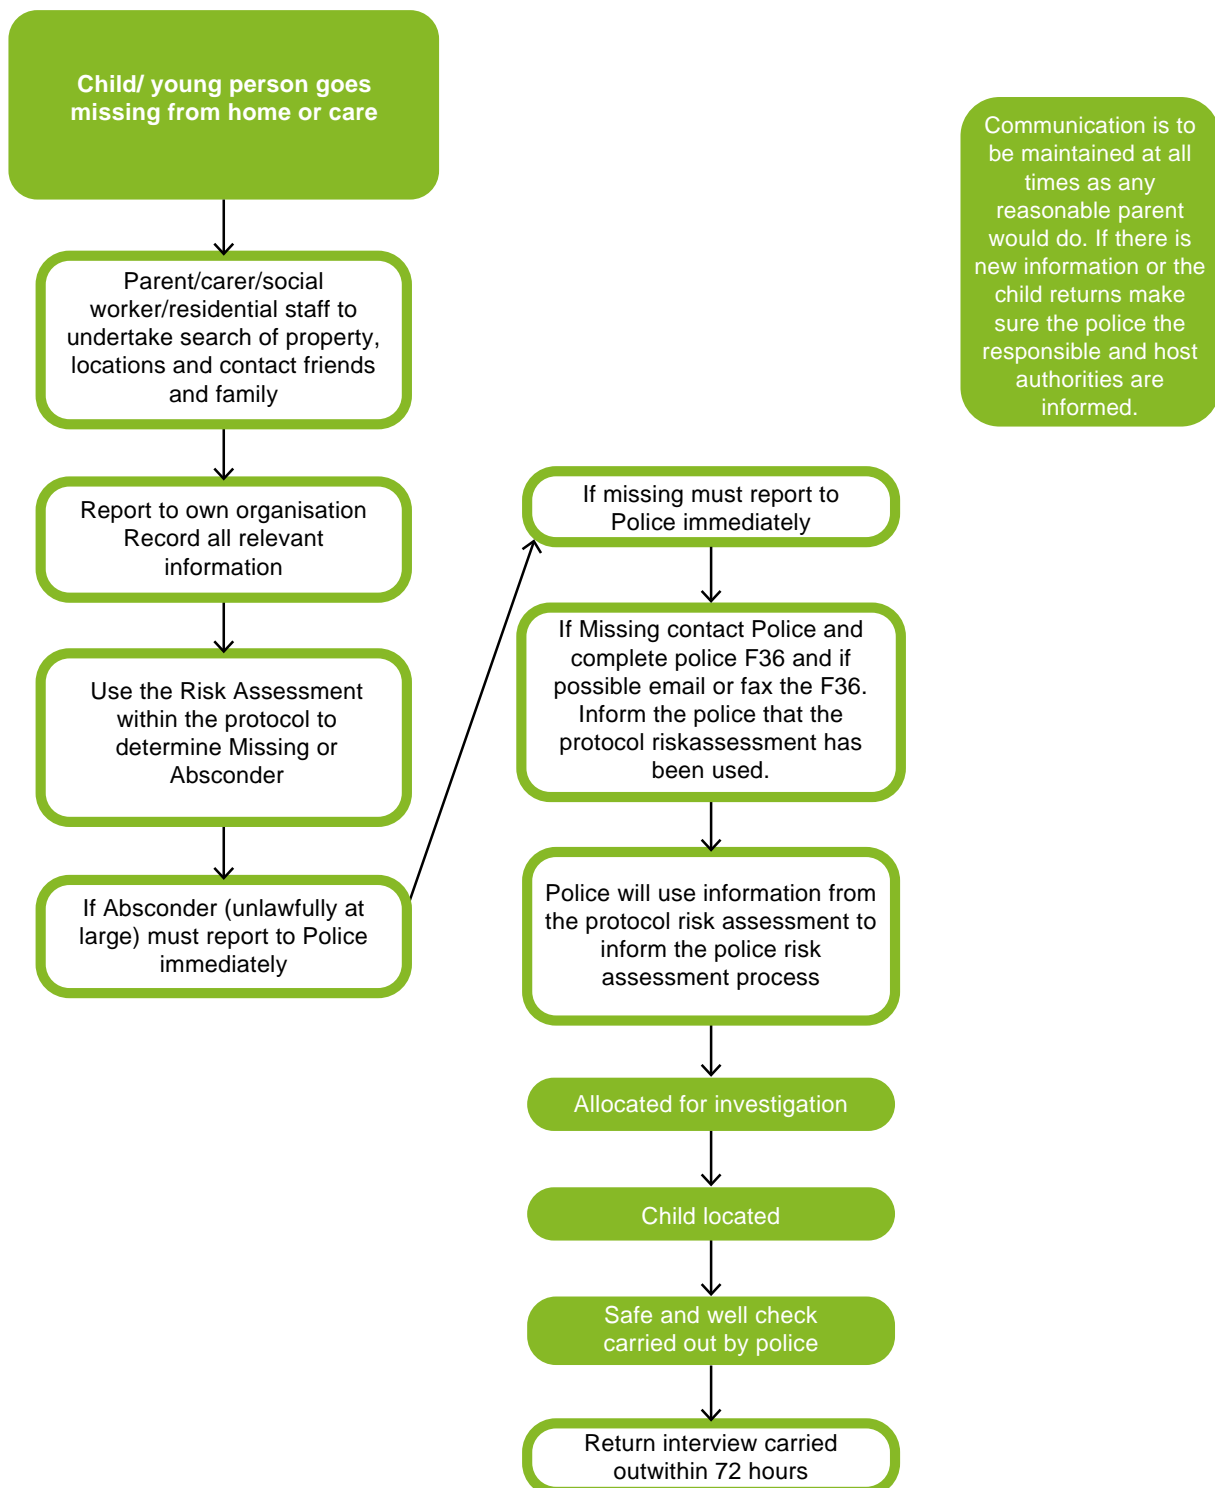 Child/ young person goes
missing from home or care
Parent/carer/social
worker/residential staff to
undertake search of property,
locations and contact friends
and family
Report to own organisation
Record all relevant
information
Use the Risk Assessment
within the protocol to
determine Missing or
Absconder
If Absconder (unlawfully at
large) must report to Police
immediately
If missing must report to
Police immediately
If Missing contact Police and
complete police F36 and if
possible email or fax the F36.
Inform the police that the
protocol riskassessment has
been used.
Police will use information from
the protocol risk assessment to
inform the police risk
assessment process
Allocated for investigation
Child located
Safe and well check
carried out by police
Return interview carried
outwithin 72 hours
Communication is to
be maintained at all
times as any
reasonable parent
would do. If there is
new information or the
child returns make
sure the police the
responsible and host
authorities are
informed.